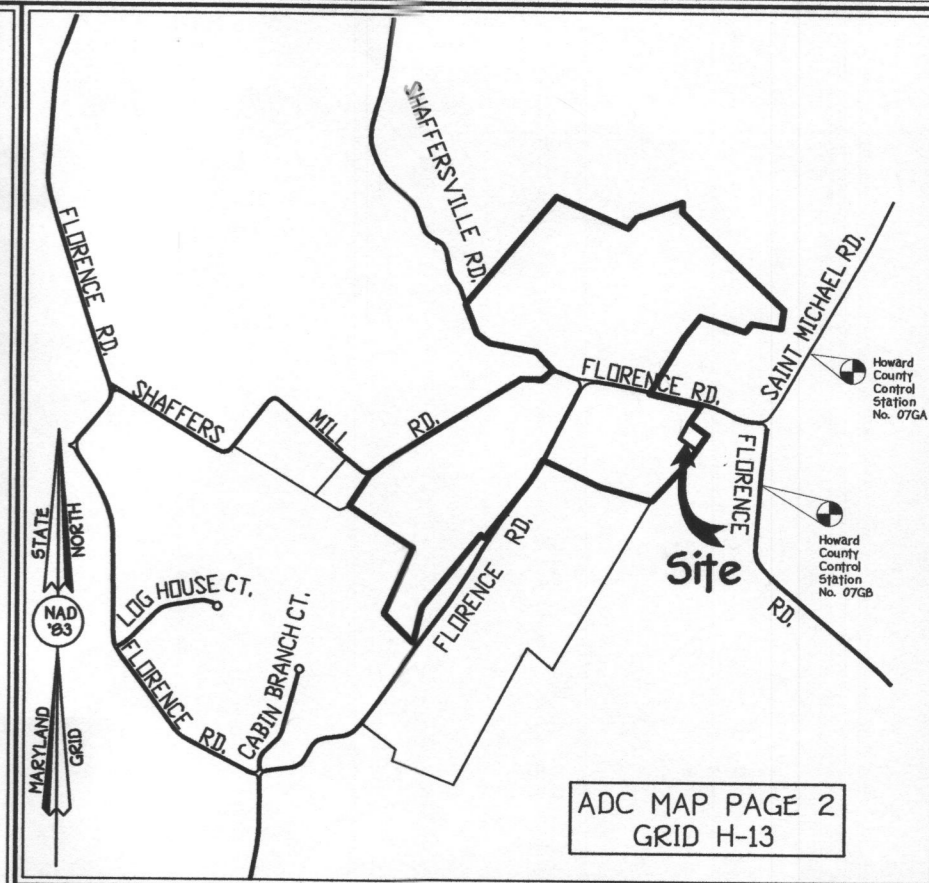 SHAFFERSVILLE RD.
FLORENCE RD.
SAINT MICHAEL RD.
Howard
County
Control
Station
No. 07GA
FLORENCE RD.
SHAFFERS MILL RD.
FLORENCE RD.
Howard
County
Control
Station
No. 07GB
Site
FLORENCE RD.
STATE NORTH
NAD
'83
MARYLAND GRID
LOG HOUSE CT.
CABIN BRANCH CT.
FLORENCE RD.
ADC MAP PAGE 2
GRID H-13